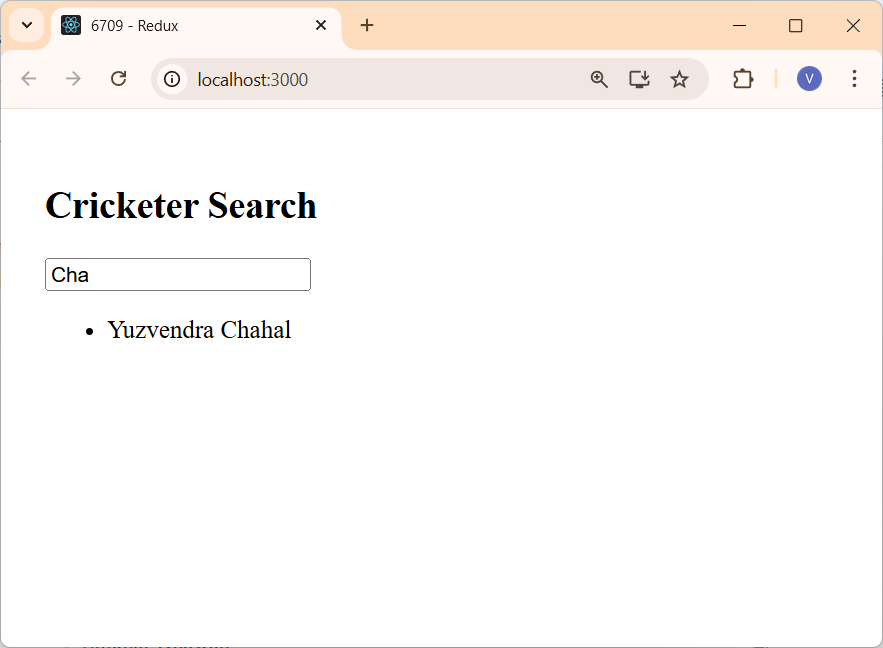 6709 - Redux
localhost:3000
V
Cricketer Search
Cha
Yuzvendra Chahal